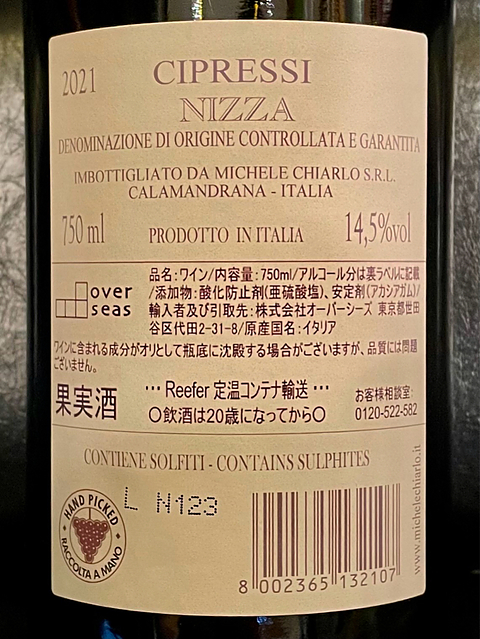 2021
CIPRESSI
NIZZA
DENOMINAZIONE DI ORIGINE CONTROLLATA E GARANTITA
IMBOTTIGLIATO DA MICHELE CHIARLO S.R.L.
CALAMANDRANA - ITALIA
750 ml PRODOTTO IN ITALIA 14,5%vol
over
seas
品名:ワイン/内容量:750ml/アルコール分は裏ラベルに記載
/添加物:酸化防止剤(亜硫酸塩)、安定剤(アカシアガム)/
輸入者及び引取先:株式会社オーバーシーズ 東京都世田
谷区代田2-31-8/原産国名:イタリア
ワインに含まれる成分がオリとして瓶底に沈殿する場合がございますが、品質には問題
ございません。
果実酒
… Reefer 定温コンテナ輸送 …
〇飲酒は20歳になってから〇
お客様相談室:
0120-522-582
CONTIENE SOLFITI - CONTAINS SULPHITES
L N123
HAND PICKED
RACCOLTA A MANO
8 002365 132107
www.michelechiarlo.it